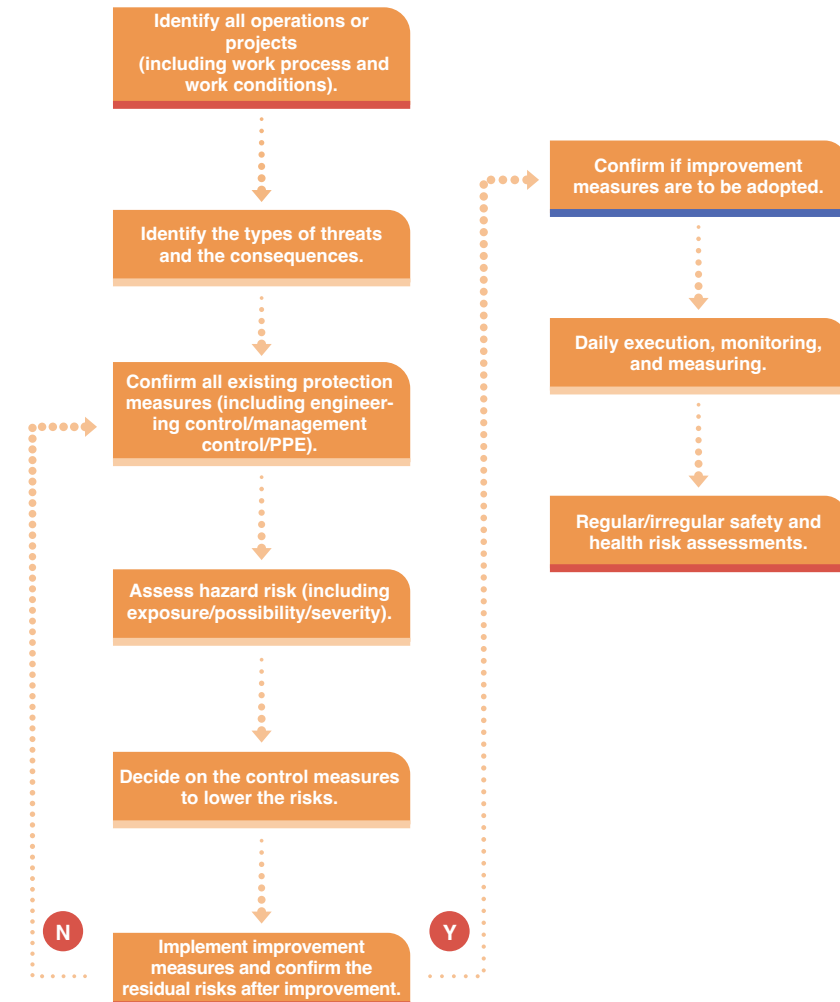 Identify all operations or
projects
(including work process and
work conditions).
Identify the types of threats
and the consequences.
Confirm all existing protection
measures (including engineer-
ing control/management
control/PPE).
Assess hazard risk (including
exposure/possibility/severity).
Decide on the control measures
to lower the risks.
N
Implement improvement
measures and confirm the
residual risks after improvement.
Y
Confirm if improvement
measures are to be adopted.
Daily execution, monitoring,
and measuring.
Regular/irregular safety and
health risk assessments.